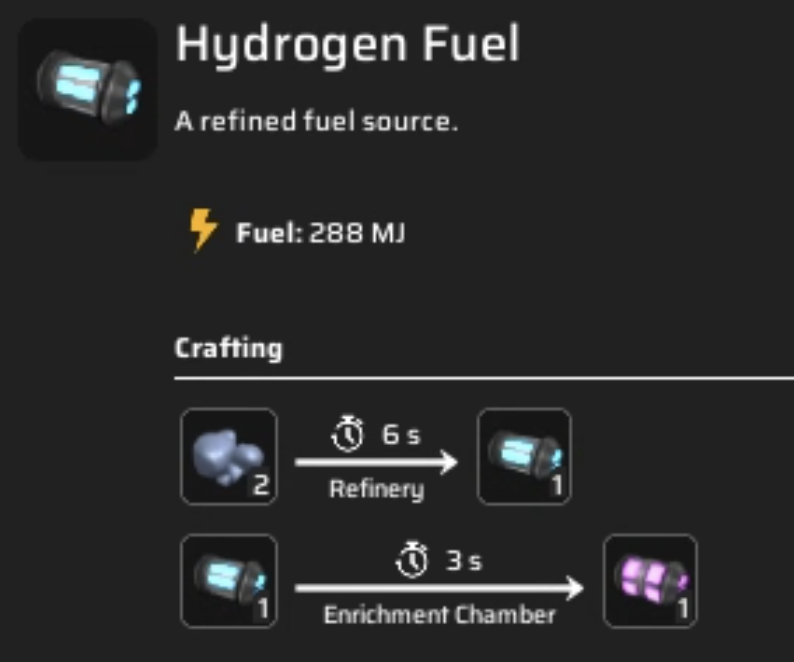 Hydrogen Fuel
A refined fuel source.
Fuel: 288 MJ
Crafting
6 s
2
Refinery
1
3 s
1
Enrichment Chamber
1